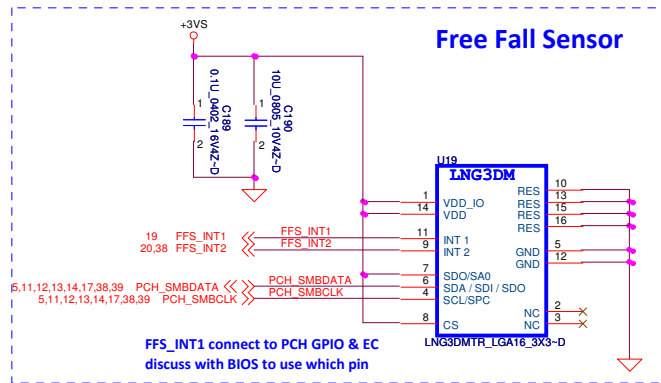 +3VS
Free Fall Sensor
1
2
0.1U_0402_16V4Z~D
C189
1
2
10U_0805_10V4Z~D
C190
U19
LNG3DM
1 VDD_IO
14 VDD
19 FFS_INT1 FFS_INT1 11 INT 1
20,38 FFS_INT2 FFS_INT2 9 INT 2
7 SDO/SA0
5,11,12,13,14,17,38,39 PCH_SMBDATA PCH_SMBDATA 6 SDA / SDI / SDO
5,11,12,13,14,17,38,39 PCH_SMBCLK PCH_SMBCLK 4 SCL/SPC
8 CS
RES 10
RES 13
RES 15
RES 16
GND 5
GND 12
NC 2
NC 3
LNG3DMTR_LGA16_3X3~D
FFS_INT1 connect to PCH GPIO & EC
discuss with BIOS to use which pin